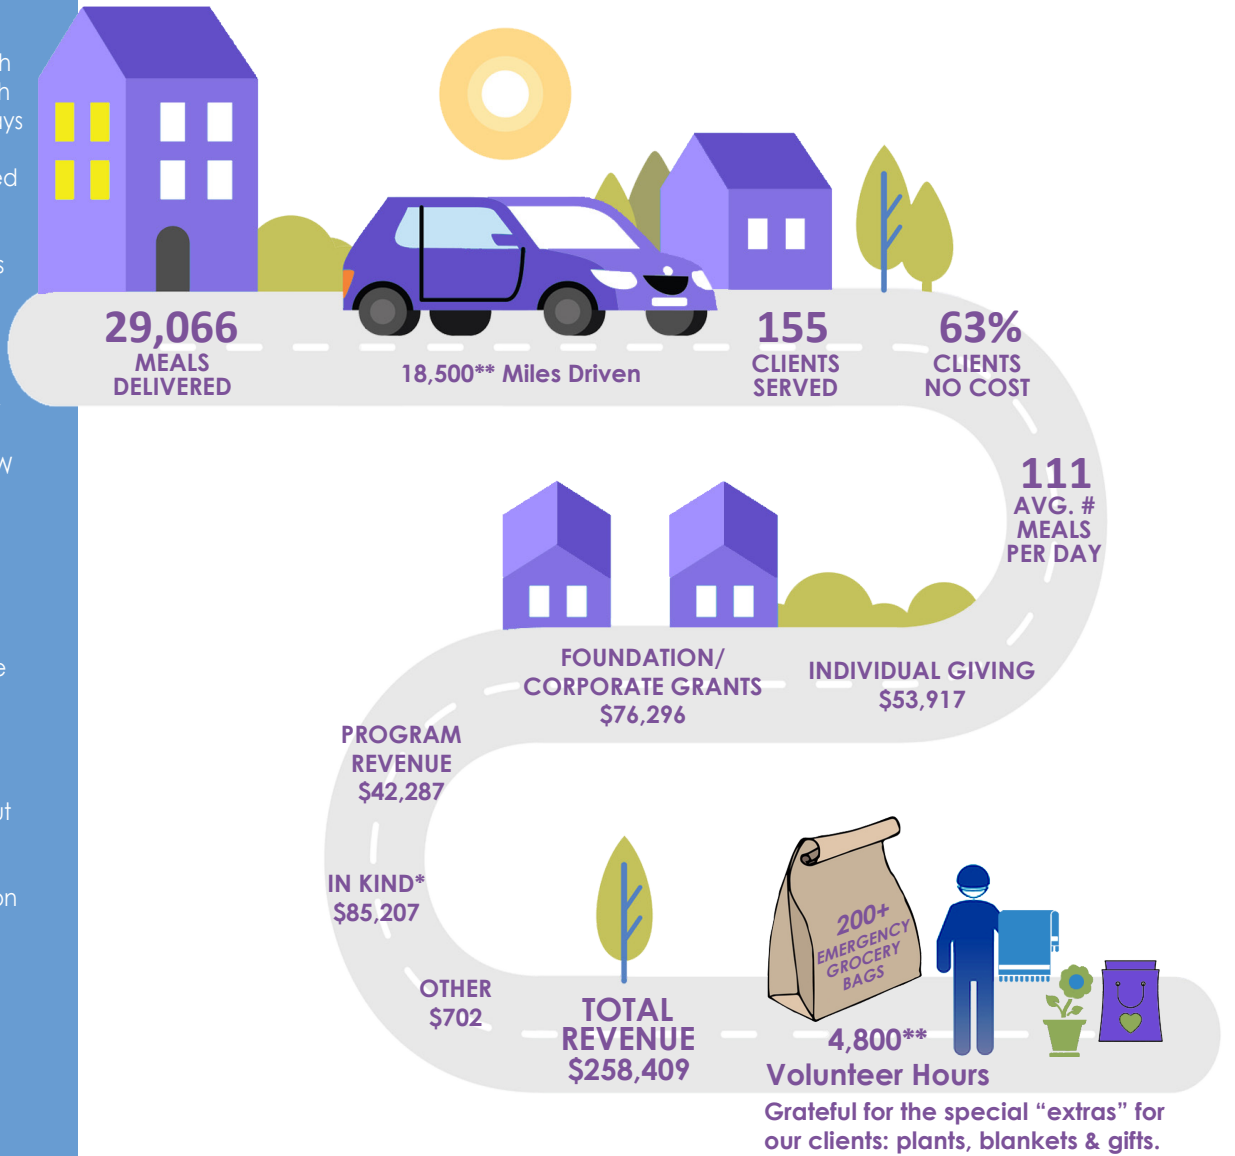 29,066
MEALS
DELIVERED
18,500** Miles Driven
155
CLIENTS
SERVED
63%
CLIENTS
NO COST
111
AVG. #
MEALS
PER DAY
INDIVIDUAL GIVING
$53,917
FOUNDATION/
CORPORATE GRANTS
$76,296
PROGRAM
REVENUE
$42,287
IN KIND*
$85,207
OTHER
$702
TOTAL
REVENUE
$258,409
200+
EMERGENCY
GROCERY
BAGS
4,800**
Volunteer Hours
Grateful for the special “extras” for
our clients: plants, blankets & gifts.